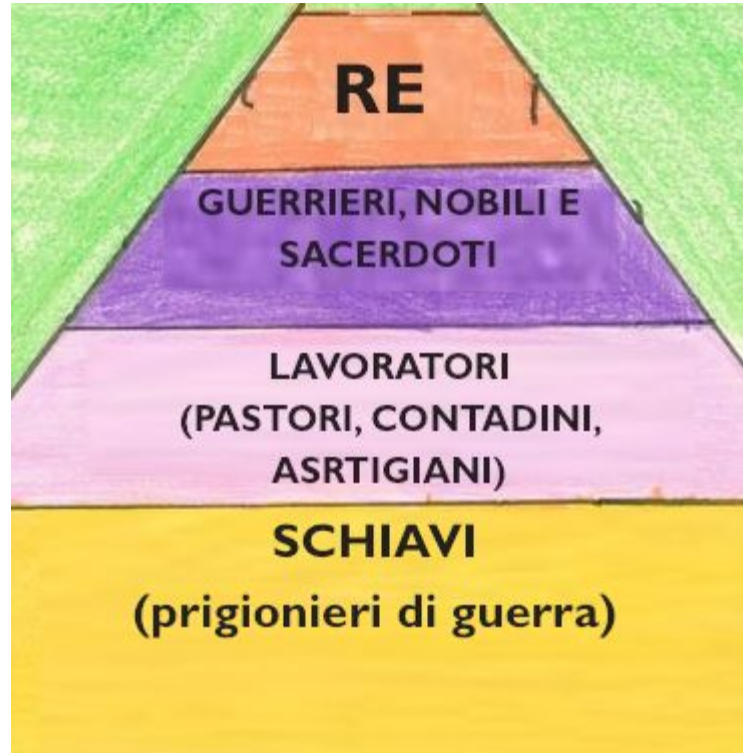 RE
GUERRIERI, NOBILI E
SACERDOTI
LAVORATORI
(PASTORI, CONTADINI,
ASRTIGIANI)
SCHIAVI
(prigionieri di guerra)